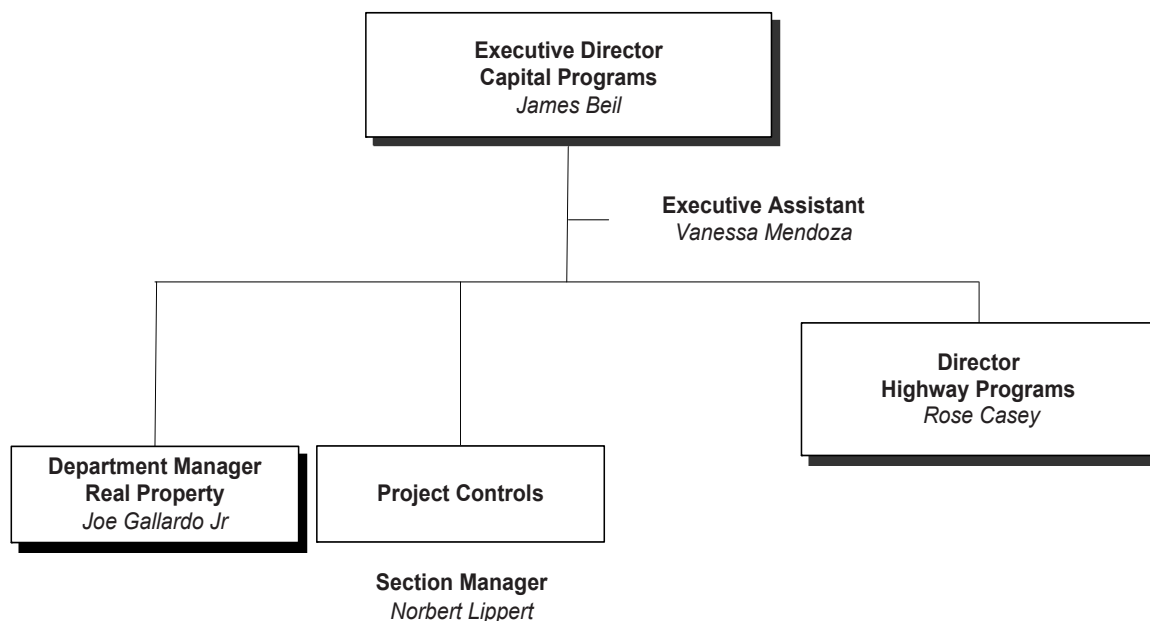 Executive Director
Capital Programs
James Beil
Executive Assistant
Vanessa Mendoza
Director
Highway Programs
Rose Casey
Department Manager
Real Property
Joe Gallardo Jr
Project Controls
Section Manager
Norbert Lippert